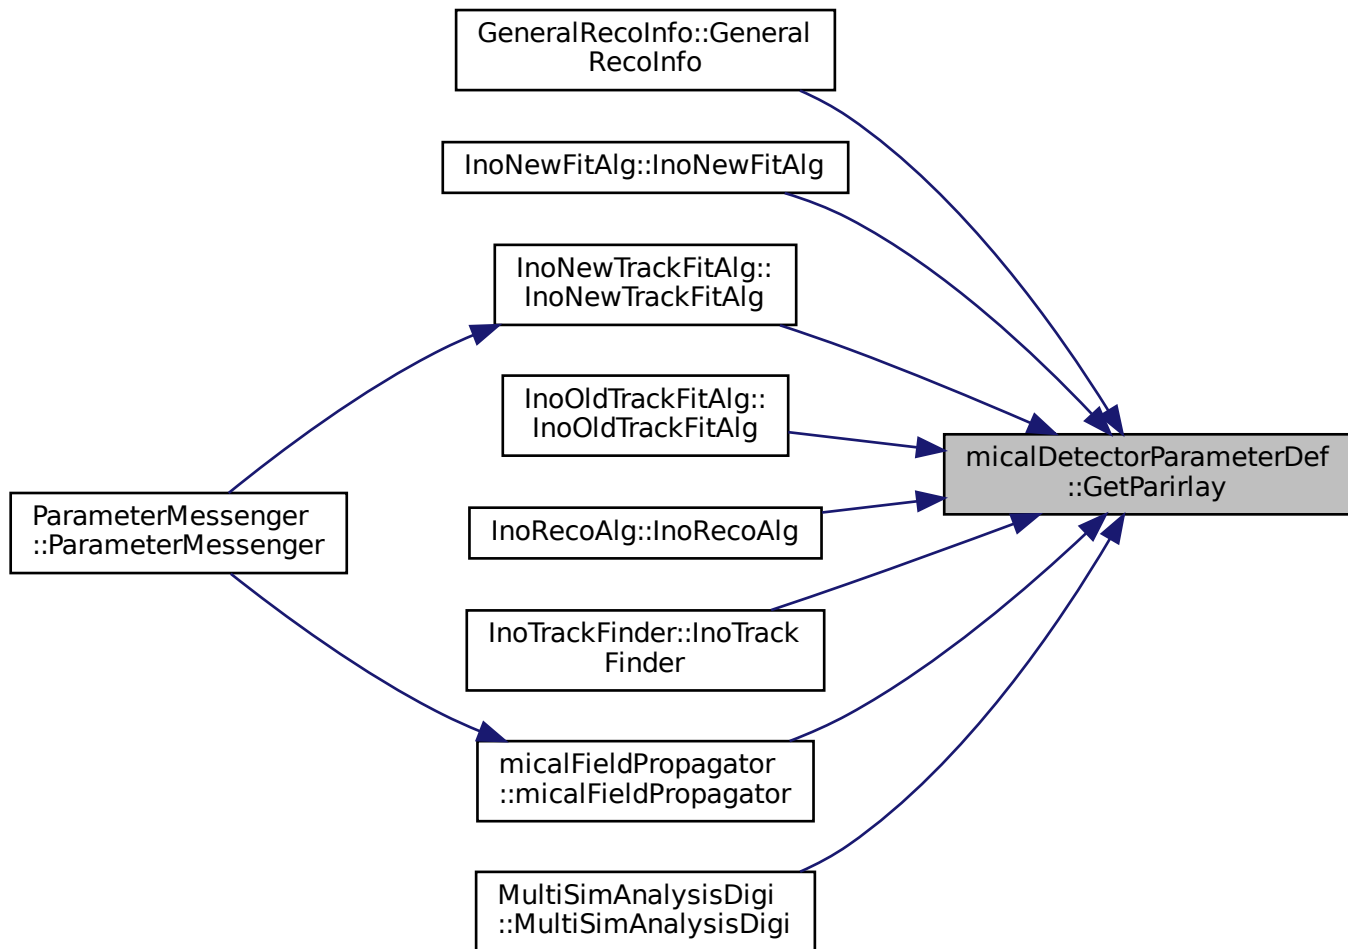 GeneralRecoInfo::General
RecoInfo
InoNewFitAlg::InoNewFitAlg
InoNewTrackFitAlg::
InoNewTrackFitAlg
InoOldTrackFitAlg::
InoOldTrackFitAlg
micalDetectorParameterDef
::GetParirlay
ParameterMessenger
::ParameterMessenger
InoRecoAlg::InoRecoAlg
InoTrackFinder::InoTrack
Finder
micalFieldPropagator
::micalFieldPropagator
MultiSimAnalysisDigi
::MultiSimAnalysisDigi